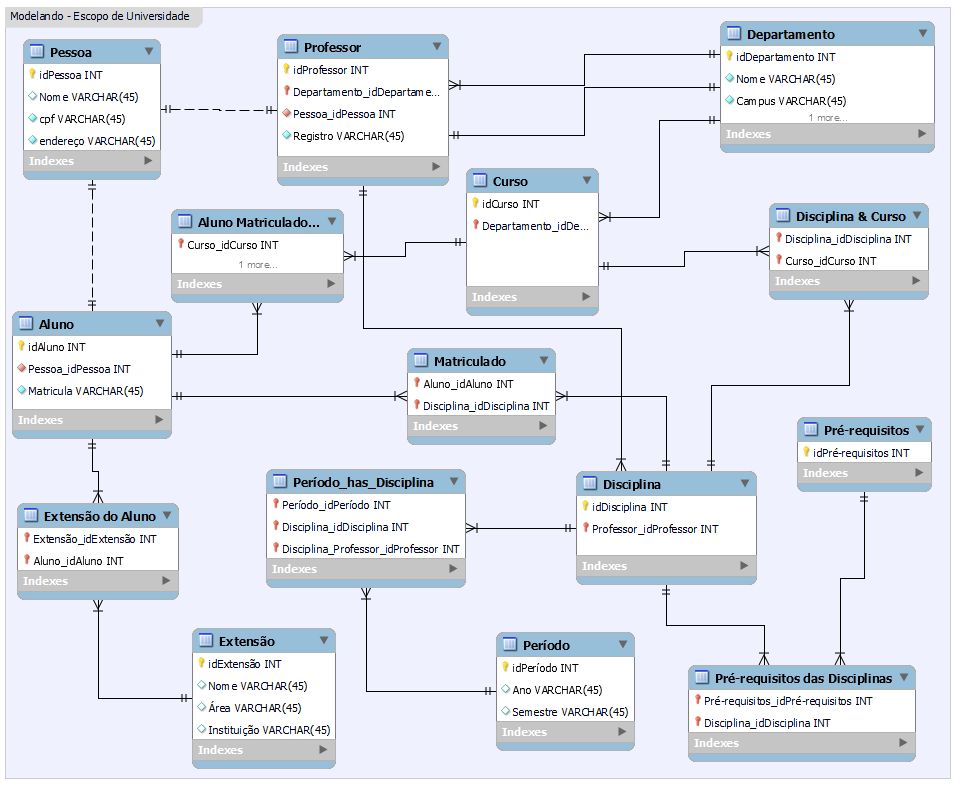 Modelando - Escopo de Universidade
Pessoa
idPessoa INT
Nome VARCHAR(45)
cpf VARCHAR(45)
endereço VARCHAR(45)
Indexes
Professor
idProfessor INT
Departamento_idDepartame...
Pessoa_idPessoa INT
Registro VARCHAR(45)
Indexes
Departamento
idDepartamento INT
Nome VARCHAR(45)
Campus VARCHAR(45)
1 more...
Indexes
Curso
idCurso INT
Departamento_idDe...
Indexes
Aluno Matriculado...
Curso_idCurso INT
1 more...
Indexes
Disciplina & Curso
Disciplina_idDisciplina INT
Curso_idCurso INT
Indexes
Aluno
idAluno INT
Pessoa_idPessoa INT
Matricula VARCHAR(45)
Indexes
Matriculado
Aluno_idAluno INT
Disciplina_idDisciplina INT
Indexes
Pré-requisitos
idPré-requisitos INT
Indexes
Período_has_Disciplina
Período_idPeríodo INT
Disciplina_idDisciplina INT
Disciplina_Professor_idProfessor INT
Indexes
Disciplina
idDisciplina INT
Professor_idProfessor INT
Indexes
Extensão do Aluno
Extensão_idExtensão INT
Aluno_idAluno INT
Indexes
Extensão
idExtensão INT
Nome VARCHAR(45)
Área VARCHAR(45)
Instituição VARCHAR(45)
Indexes
Período
idPeríodo INT
Ano VARCHAR(45)
Semestre VARCHAR(45)
Indexes
Pré-requisitos das Disciplinas
Pré-requisitos_idPré-requisitos INT
Disciplina_idDisciplina INT
Indexes